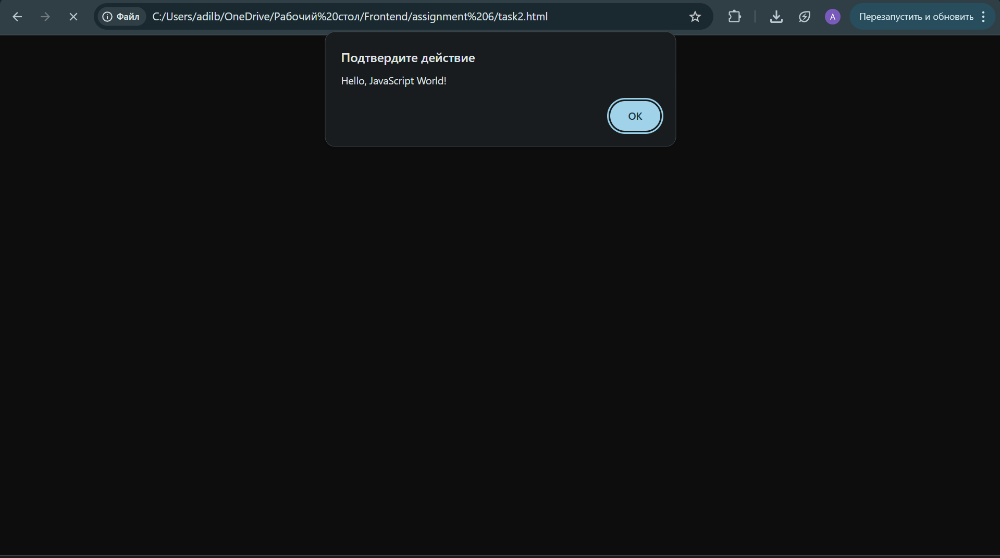 Файл C:/Users/adilb/OneDrive/Рабочий%20стол/Frontend/assignment%206/task2.html A Перезапустить и обновить
Подтвердите действие
Hello, JavaScript World!
OK